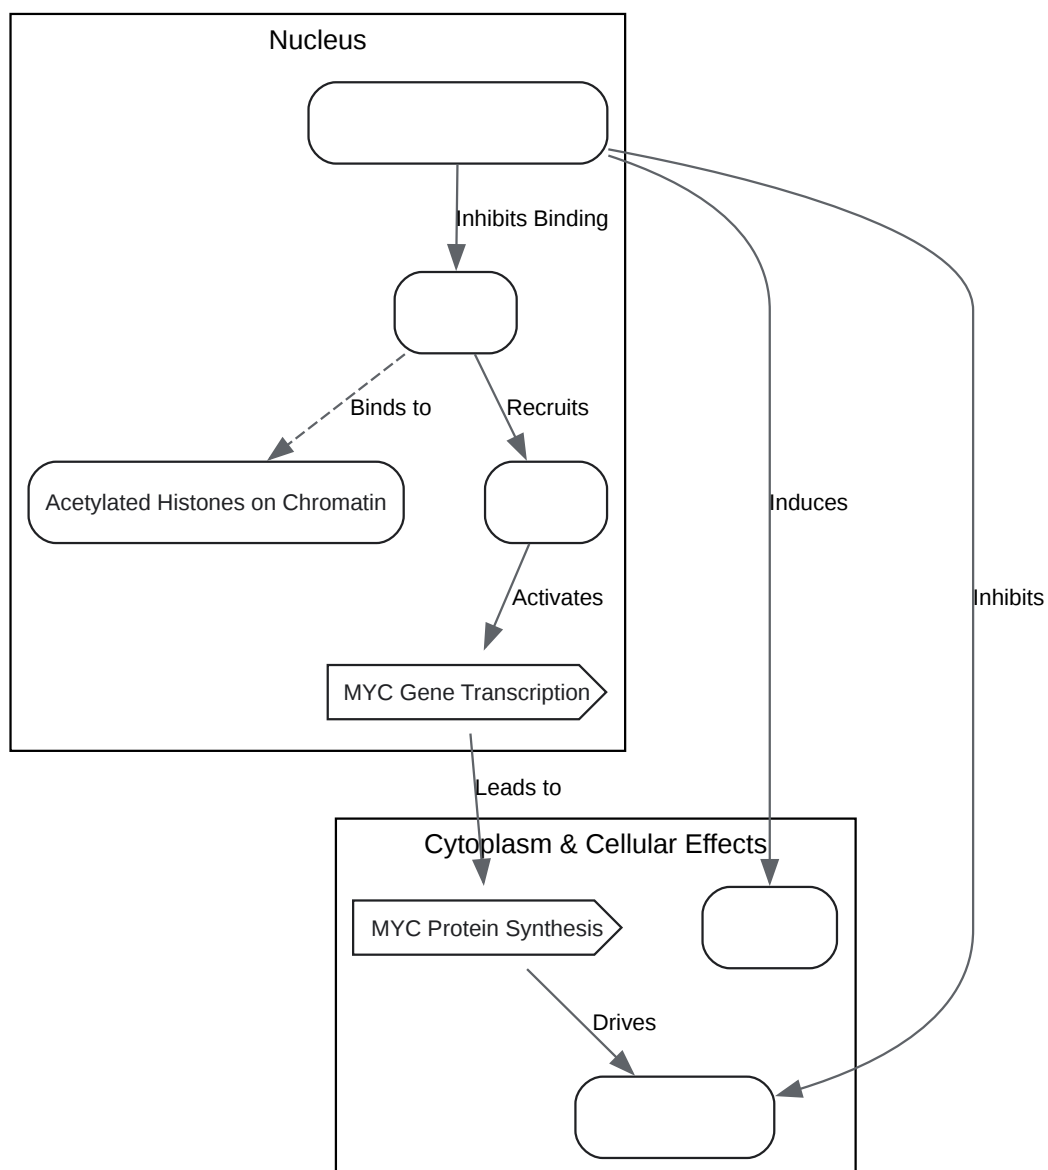 Nucleus
Inhibits Binding
Binds to
Recruits
Acetylated Histones on Chromatin
Induces
Activates
Inhibits
MYC Gene Transcription
Leads to
Cytoplasm & Cellular Effects
MYC Protein Synthesis
Drives